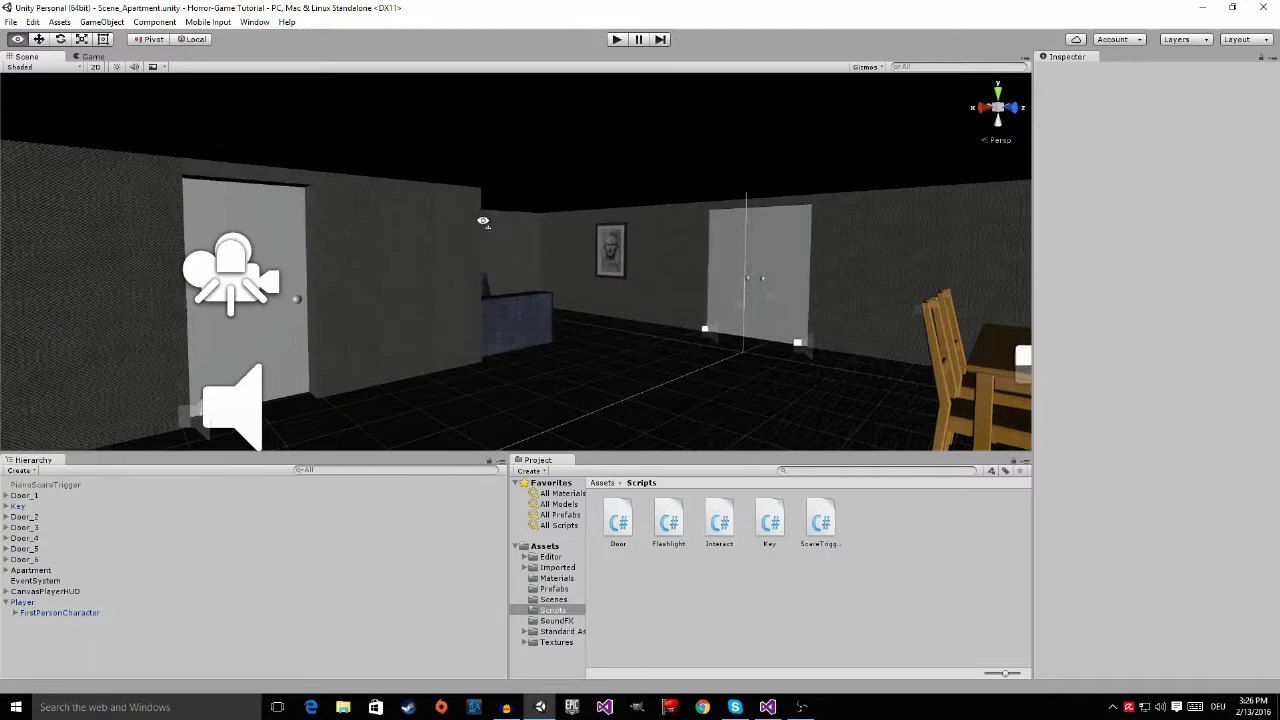 Unity Personal (64bit) - Scene_Apartment.unity - Horror-Game Tutorial - PC, Mac & Linux Standalone <DX11>
File Edit Assets GameObject Component Mobile Input Window Help
Pivot Local Account Layers Layout
Scene Game Inspector
Shaded 2D Gizmos All
y
x z
Persp
Hierarchy Project
Create All Create
PianoScareTrigger
Door_1
Key
Door_2
Door_3
Door_4
Door_5
Door_6
Apartment
EventSystem
CanvasPlayerHUD
Player
FirstPersonCharacter
Favorites
All Materials
All Models
All Prefabs
All Scripts
Assets
Editor
Imported
Materials
Prefabs
Scenes
Scripts
SoundFX
Standard As
Textures
Assets Scripts
C# C# C# C# C#
Door Flashlight Interact Key ScareTrigg..
Search the web and Windows
EPIC GAMES
DEU
3:26 PM
2/13/2016